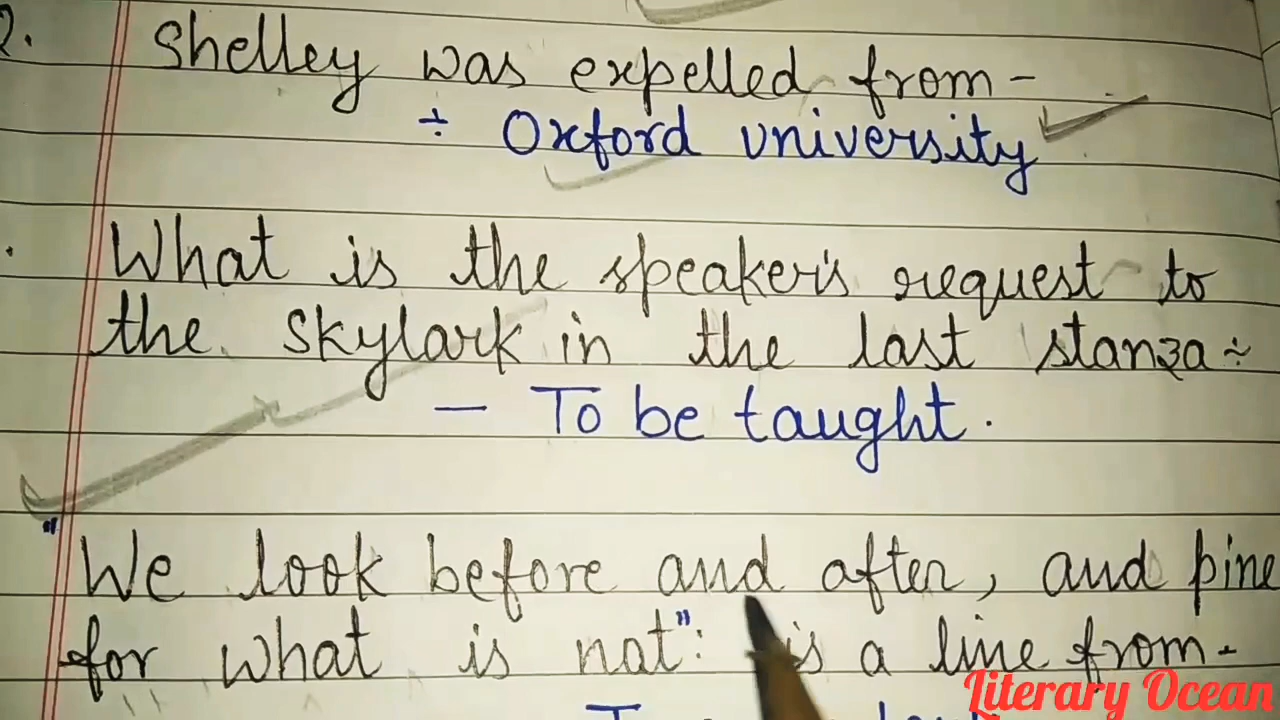 2.
Shelley was expelled from -
÷ Oxford university
What is the speaker's request to
the skylark in the last stanza ÷
- To be taught.
"We look before and after, and pine
for what is not": is a line from -
Literary Ocean